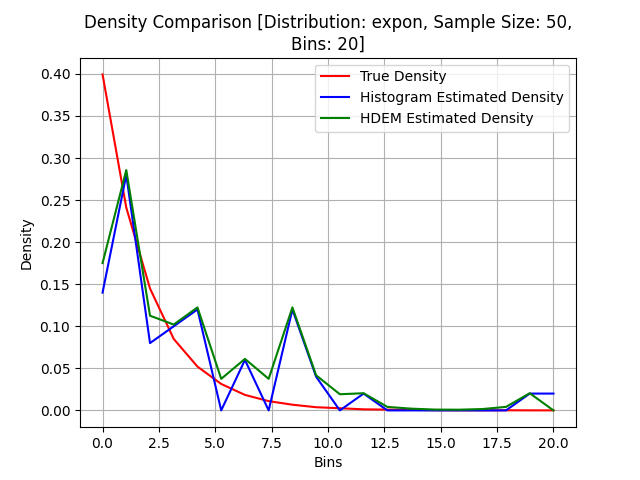 Density Comparison [Distribution: expon, Sample Size: 50,
Bins: 20]
True Density
Histogram Estimated Density
HDEM Estimated Density
Density
0.40
0.35
0.30
0.25
0.20
0.15
0.10
0.05
0.00
0.0 2.5 5.0 7.5 10.0 12.5 15.0 17.5 20.0
Bins